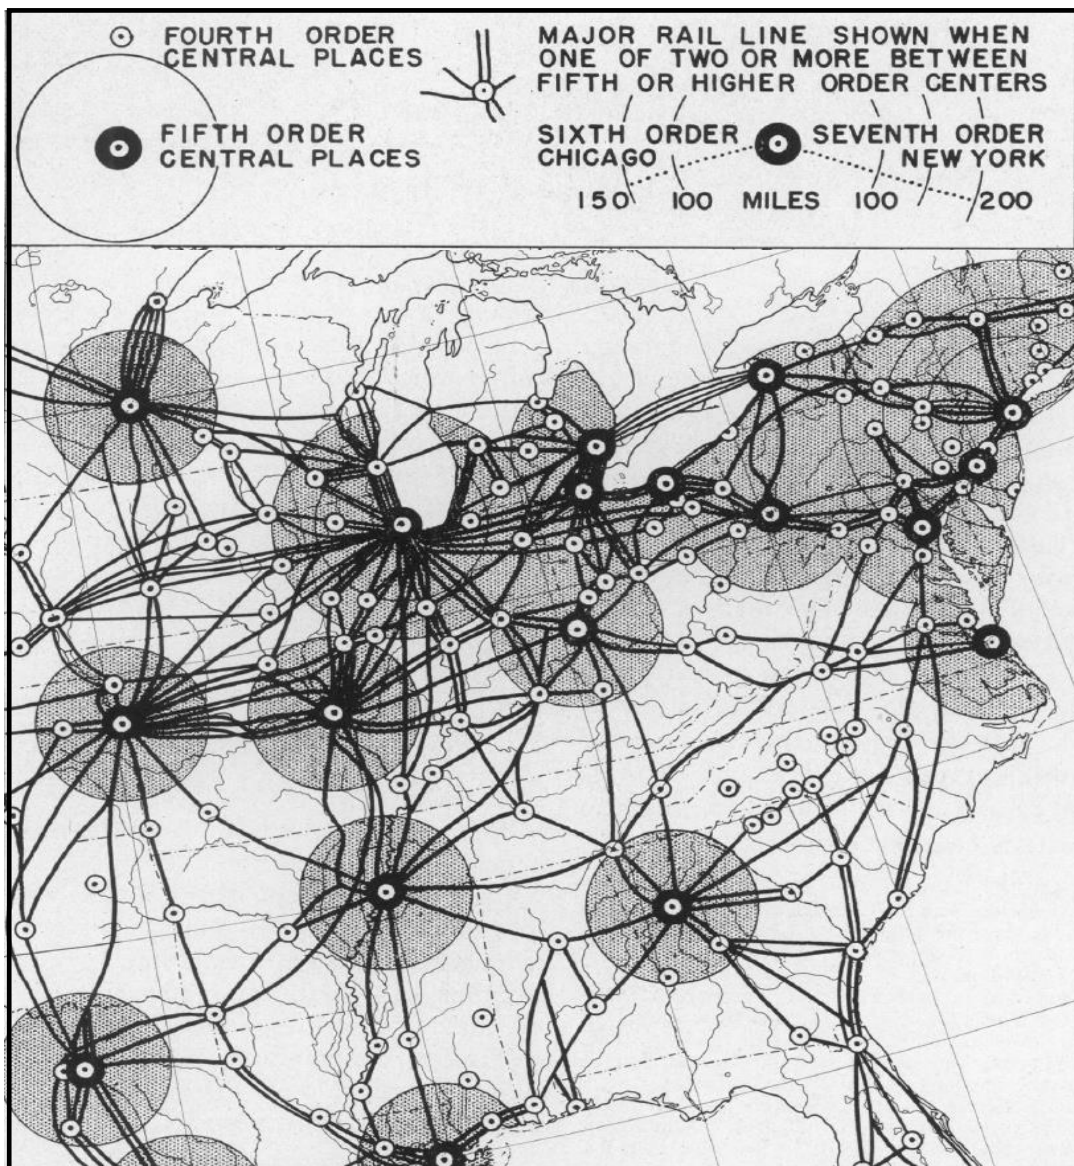 FOURTH ORDER
CENTRAL PLACES
FIFTH ORDER
CENTRAL PLACES
MAJOR RAIL LINE SHOWN WHEN
ONE OF TWO OR MORE BETWEEN
FIFTH OR HIGHER ORDER CENTERS
SIXTH ORDER SEVENTH ORDER
CHICAGO NEW YORK
150 100 MILES 100 200